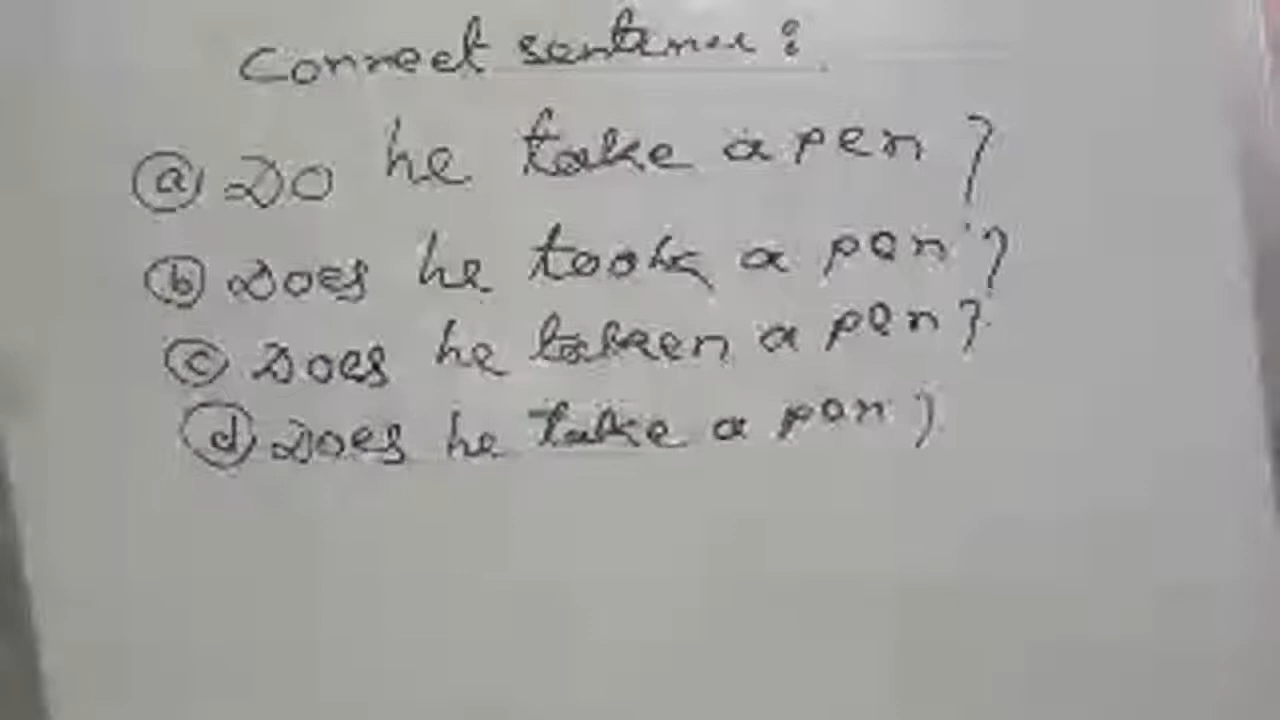 Correct sentence :
(a) Do he take a pen ?
(b) Does he took a pen ?
(c) Does he taken a pen ?
(d) Does he take a pen ?